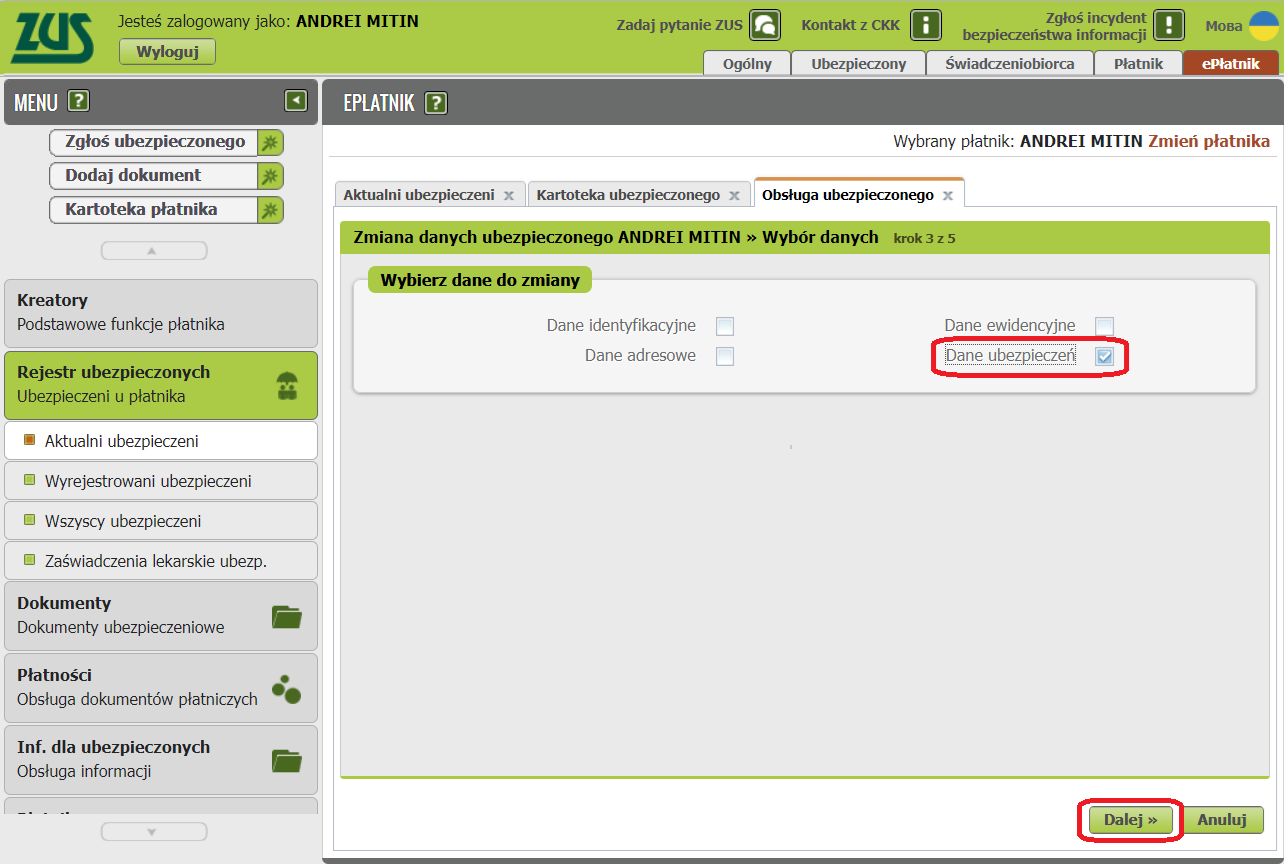 ZUS
Jesteś zalogowany jako: ANDREI MITIN
Wyloguj
Zadaj pytanie ZUS
Kontakt z CKK
Zgłoś incydent
bezpieczeństwa informacji
Мова
Ogólny
Ubezpieczony
Świadczeniobiorca
Płatnik
ePłatnik
MENU ?
Zgłoś ubezpieczonego
Dodaj dokument
Kartoteka płatnika
Kreatory
Podstawowe funkcje płatnika
Rejestr ubezpieczonych
Ubezpieczeni u płatnika
Aktualni ubezpieczeni
Wyrejestrowani ubezpieczeni
Wszyscy ubezpieczeni
Zaświadczenia lekarskie ubezp.
Dokumenty
Dokumenty ubezpieczeniowe
Płatności
Obsługa dokumentów płatniczych
Inf. dla ubezpieczonych
Obsługa informacji
EPŁATNIK ?
Wybrany płatnik: ANDREI MITIN Zmień płatnika
Aktualni ubezpieczeni x
Kartoteka ubezpieczonego x
Obsługa ubezpieczonego x
Zmiana danych ubezpieczonego ANDREI MITIN » Wybór danych krok 3 z 5
Wybierz dane do zmiany
Dane identyfikacyjne
Dane ewidencyjne
Dane adresowe
Dane ubezpieczeń
Dalej »
Anuluj